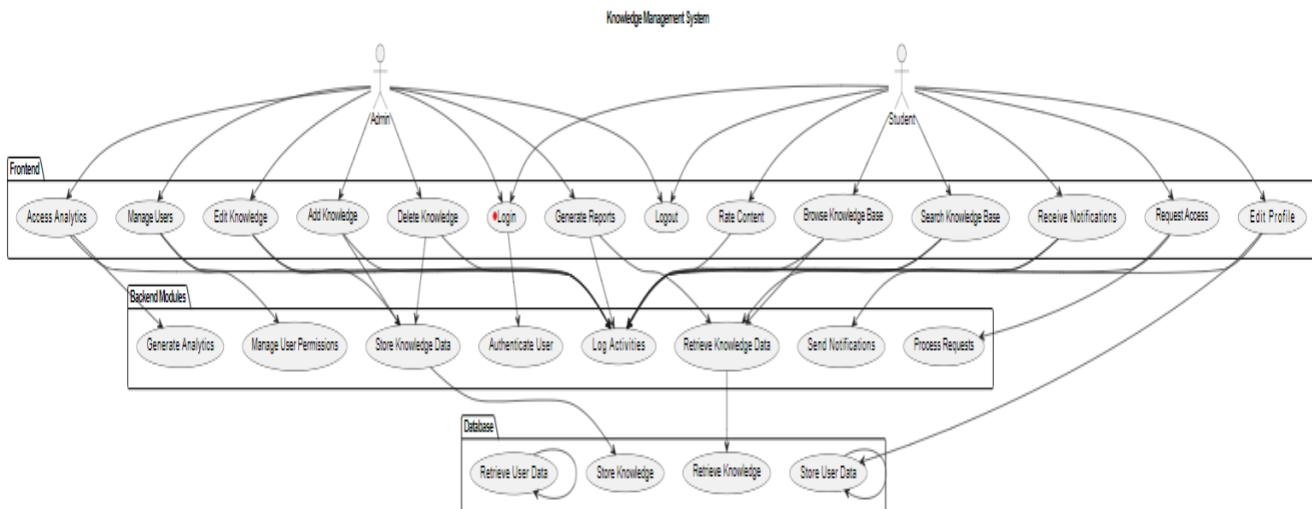 Knowledge Management System
Admin
Student
Frontend
Access Analytics
Manage Users
Edit Knowledge
Add Knowledge
Delete Knowledge
Login
Generate Reports
Logout
Rate Content
Browse Knowledge Base
Search Knowledge Base
Receive Notifications
Request Access
Edit Profile
Backend Modules
Generate Analytics
Manage User Permissions
Store Knowledge Data
Authenticate User
Log Activities
Retrieve Knowledge Data
Send Notifications
Process Requests
Database
Retrieve User Data
Store Knowledge
Retrieve Knowledge
Store User Data